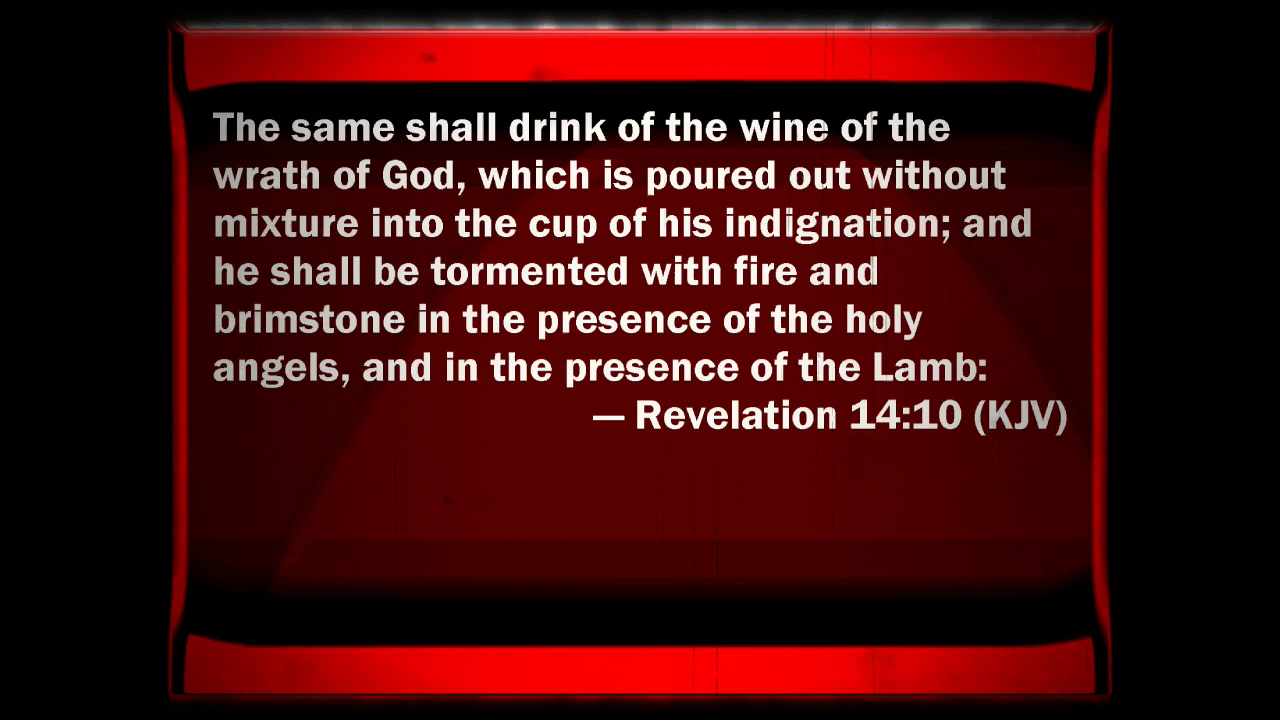 The same shall drink of the wine of the
wrath of God, which is poured out without
mixture into the cup of his indignation; and
he shall be tormented with fire and
brimstone in the presence of the holy
angels, and in the presence of the Lamb:
— Revelation 14:10 (KJV)